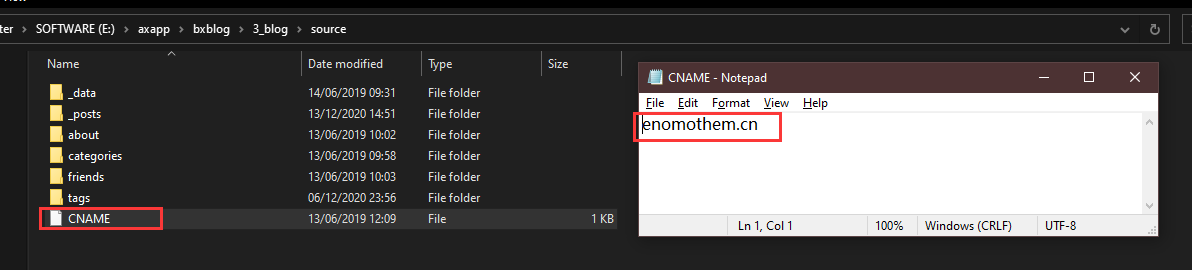 ter > SOFTWARE (E:) > axapp > bxblog > 3_blog > source
Name Date modified Type Size
_data 14/06/2019 09:31 File folder
_posts 13/12/2020 14:51 File folder
about 13/06/2019 10:02 File folder
categories 13/06/2019 09:58 File folder
friends 13/06/2019 10:03 File folder
tags 06/12/2020 23:56 File folder
CNAME 13/06/2019 12:09 File 1 KB
CNAME - Notepad
File Edit Format View Help
enomothem.cn
Ln 1, Col 1 100% Windows (CRLF) UTF-8